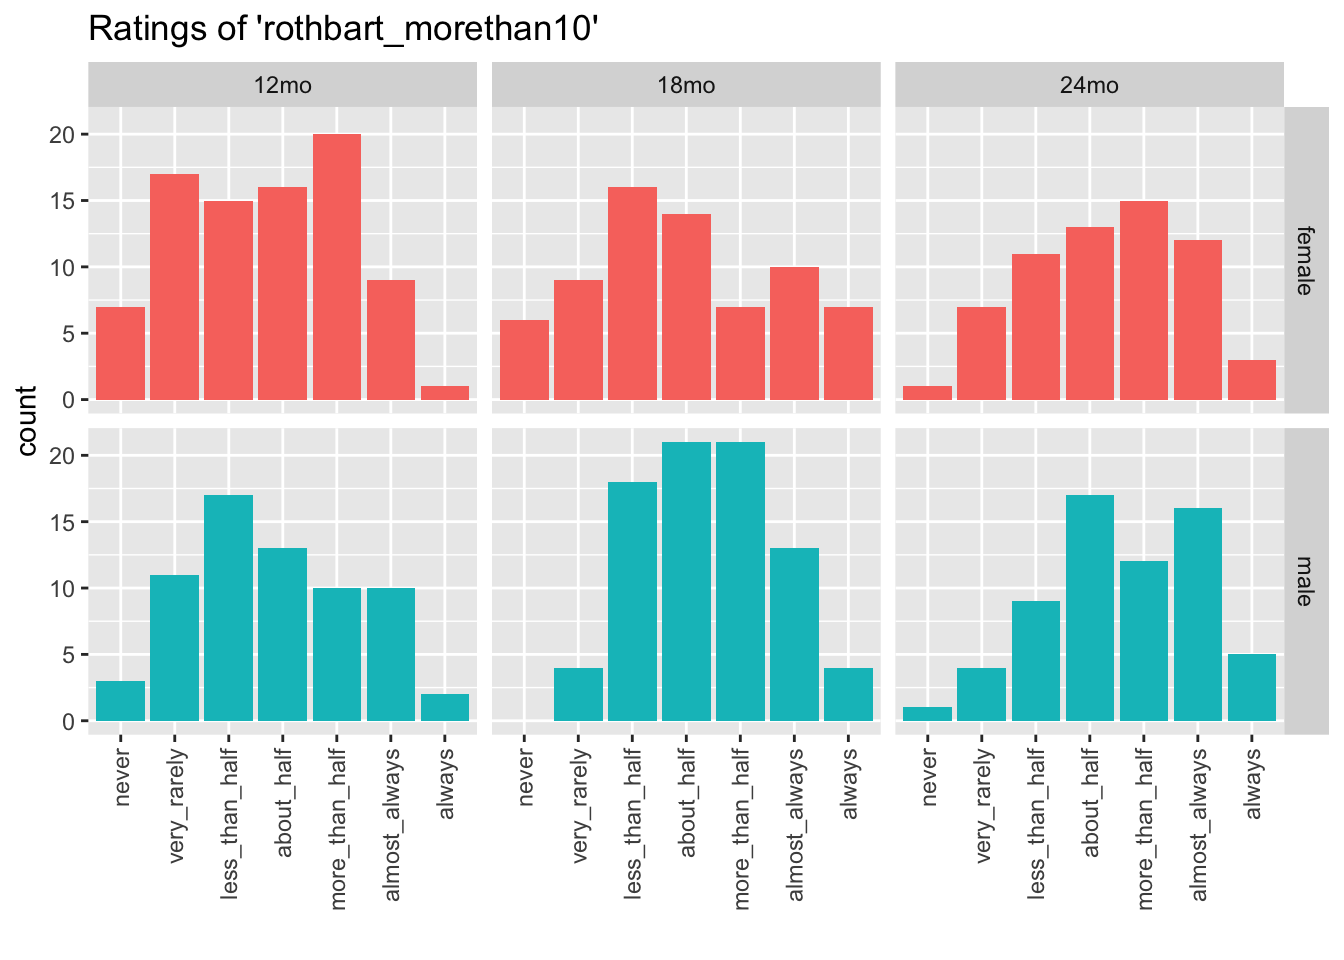 Ratings of 'rothbart_morethan10'
12mo 18mo 24mo
20
15
10
5
0
female
count
20
15
10
5
0
male
never very_rarely less_than_half about_half more_than_half almost_always always never very_rarely less_than_half about_half more_than_half almost_always always never very_rarely less_than_half about_half more_than_half almost_always always